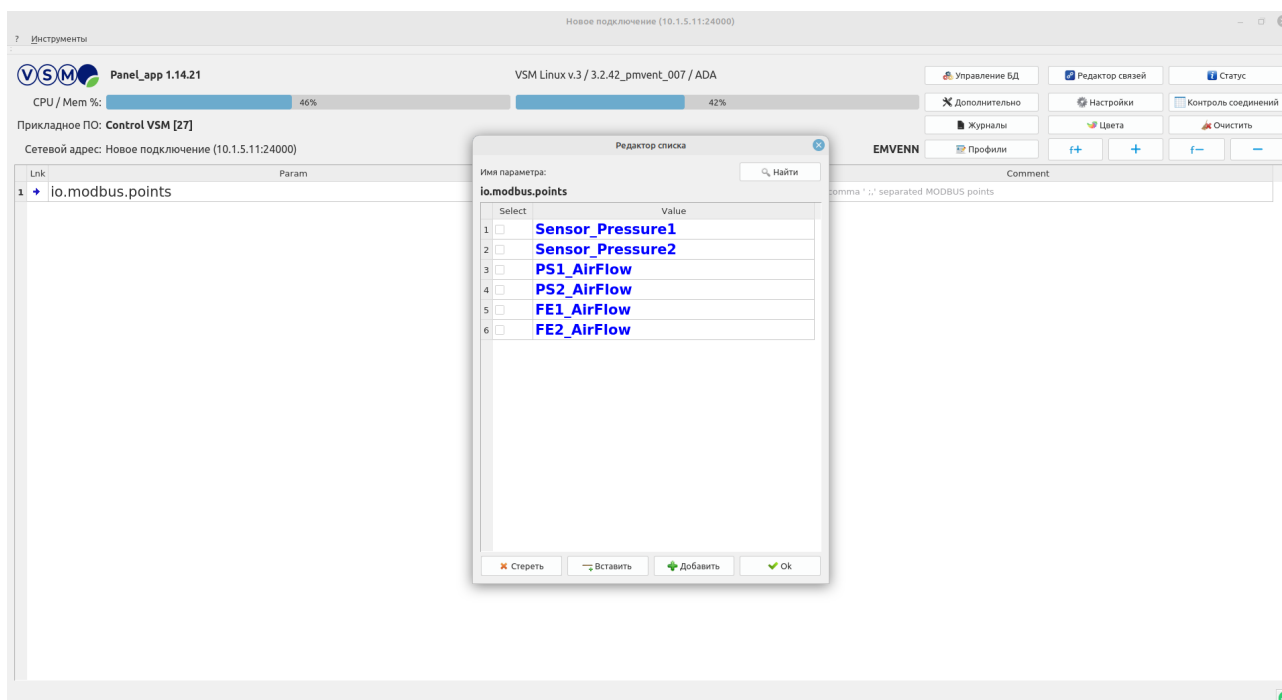 Новое подключение (10.1.5.11:24000)
? Инструменты
VSM Panel_app 1.14.21 VSM Linux v.3 / 3.2.42_pmvent_007 / ADA Управление БД Редактор связей Статус
CPU / Mem %: 46% 42% Дополнительно Настройки Контроль соединений
Прикладное ПО: Control VSM [27] Журналы Цвета Очистить
Сетевой адрес: Новое подключение (10.1.5.11:24000) EMVENN Профили f+ + f− −
Lnk Param Comment
1 io.modbus.points comma ' ;,' separated MODBUS points
Редактор списка
Имя параметра: Найти
io.modbus.points
Select Value
1 Sensor_Pressure1
2 Sensor_Pressure2
3 PS1_AirFlow
4 PS2_AirFlow
5 FE1_AirFlow
6 FE2_AirFlow
Стереть Вставить Добавить Ok